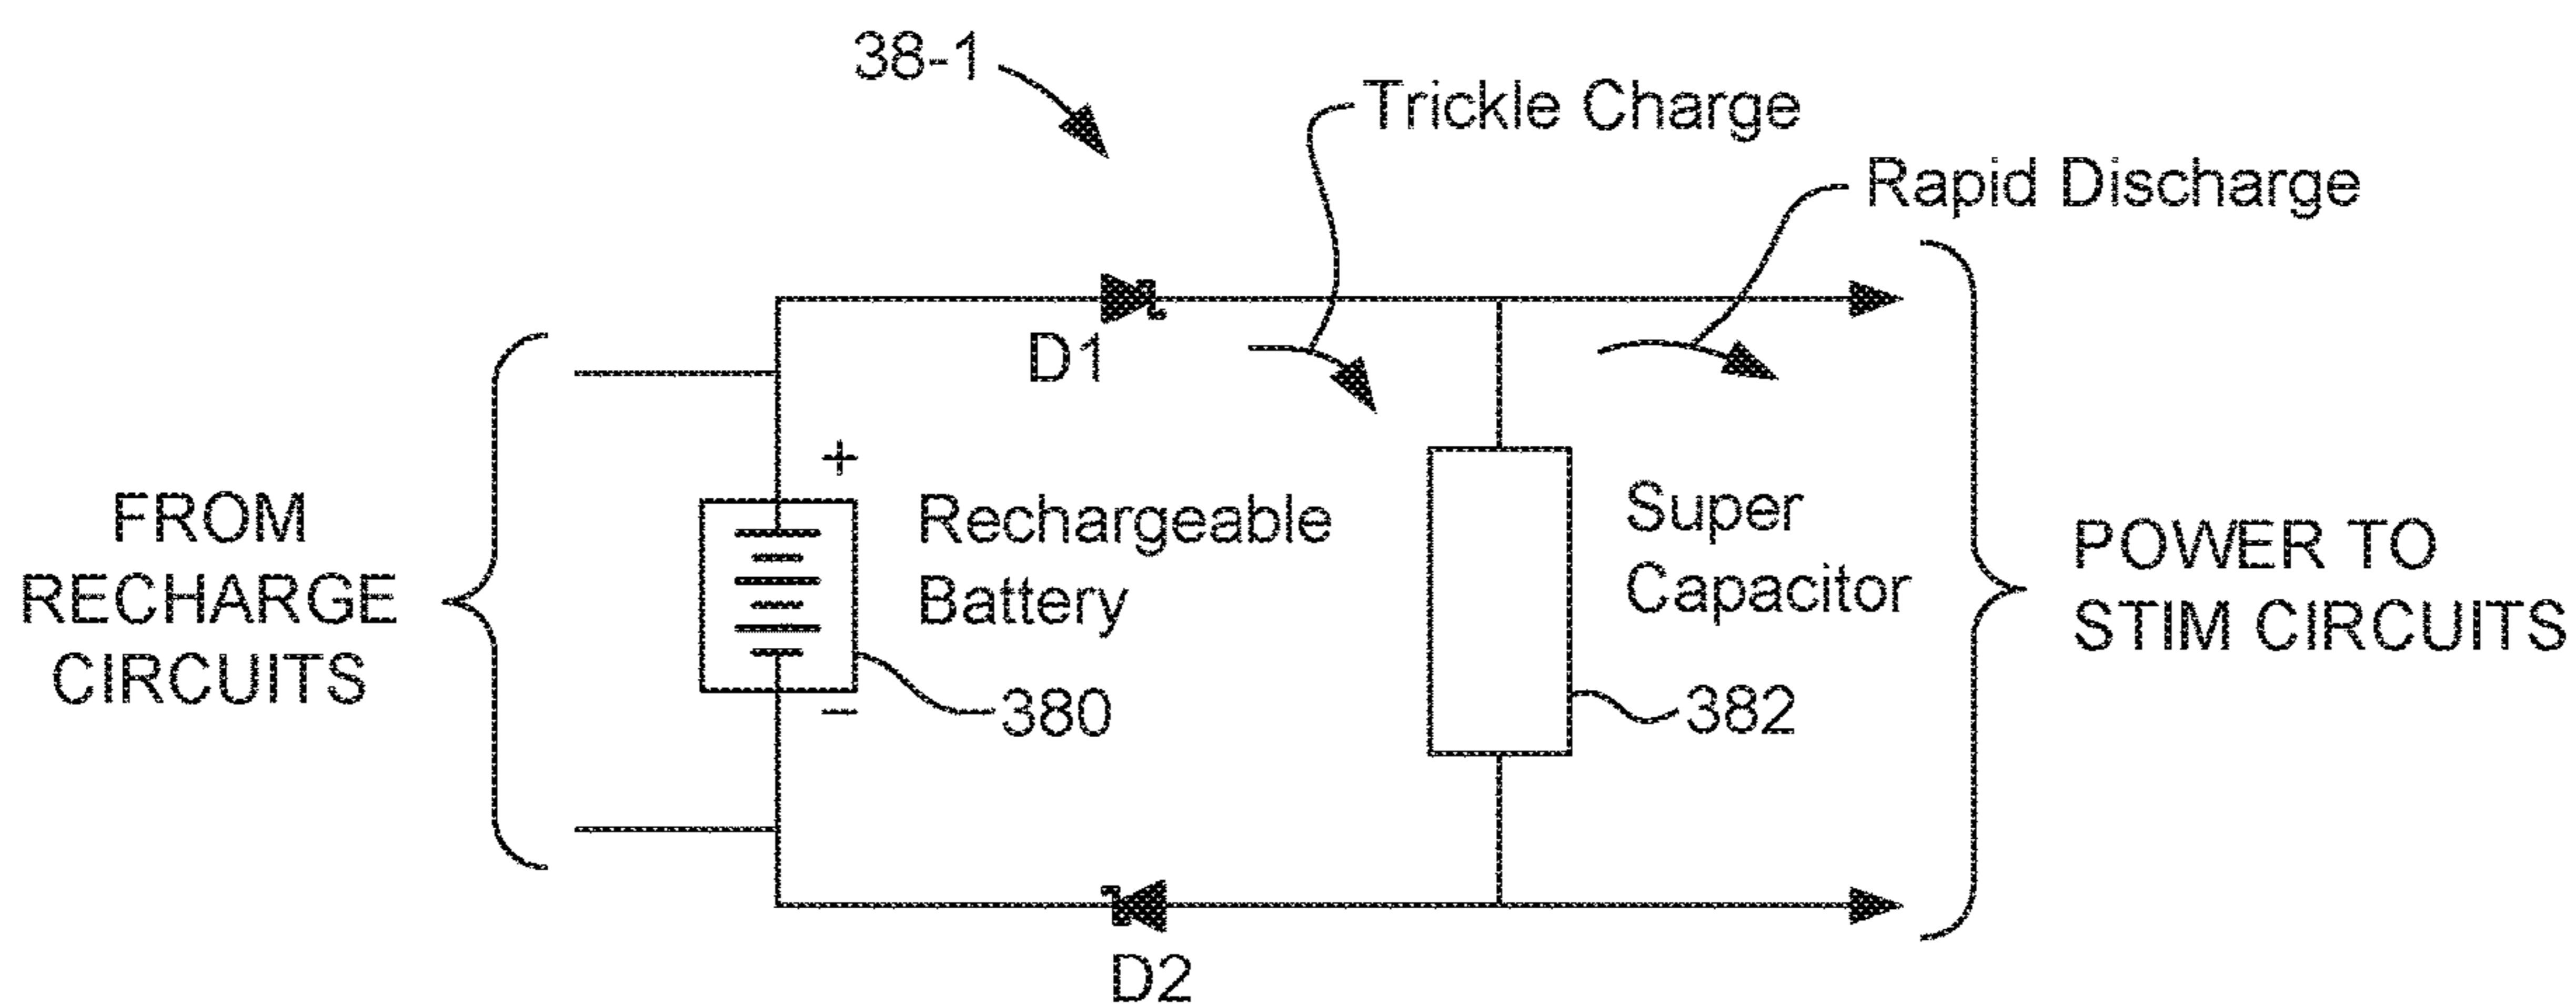 38-1
Trickle Charge
Rapid Discharge
D1
+
FROM
RECHARGE
CIRCUITS
Rechargeable
Battery
Super
Capacitor
POWER TO
STIM CIRCUITS
−
380
382
D2